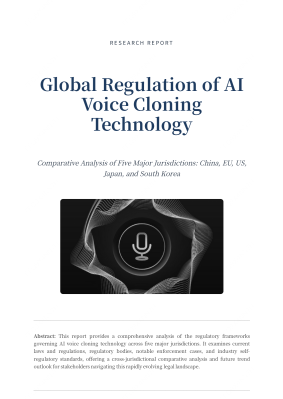 RESEARCH REPORT
Global Regulation of AI
Voice Cloning
Technology
Comparative Analysis of Five Major Jurisdictions: China, EU, US,
Japan, and South Korea
Abstract: This report provides a comprehensive analysis of the regulatory frameworks
governing AI voice cloning technology across five major jurisdictions. It examines current
laws and regulations, regulatory bodies, notable enforcement cases, and industry self-
regulatory standards, offering a cross-jurisdictional comparative analysis and future trend
outlook for stakeholders navigating this rapidly evolving legal landscape.